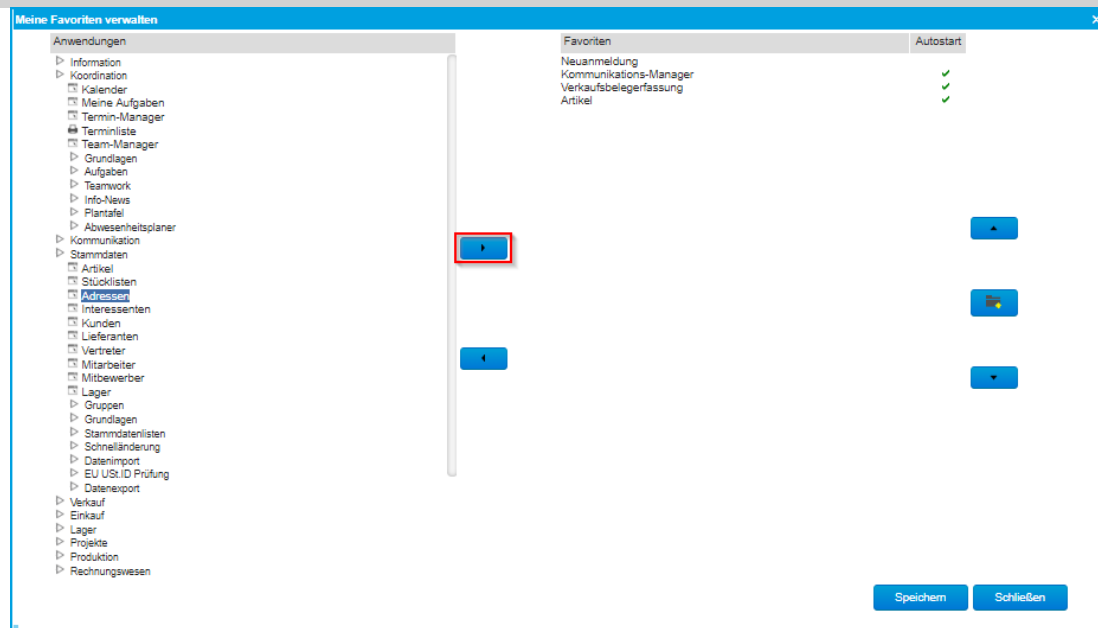 Meine Favoriten verwalten
Anwendungen
Information
Koordination
Kalender
Meine Aufgaben
Termin-Manager
Terminliste
Team-Manager
Grundlagen
Aufgaben
Teamwork
Info-News
Plantafel
Abwesenheitsplaner
Kommunikation
Stammdaten
Artikel
Stücklisten
Adressen
Interessenten
Kunden
Lieferanten
Vertreter
Mitarbeiter
Mitbewerber
Lager
Gruppen
Grundlagen
Stammdatenlisten
Schnelländerung
Datenimport
EU USt.ID Prüfung
Datenexport
Verkauf
Einkauf
Lager
Projekte
Produktion
Rechnungswesen
Favoriten Autostart
Neuanmeldung
Kommunikations-Manager
Verkaufsbelegerfassung
Artikel
Speichern Schließen